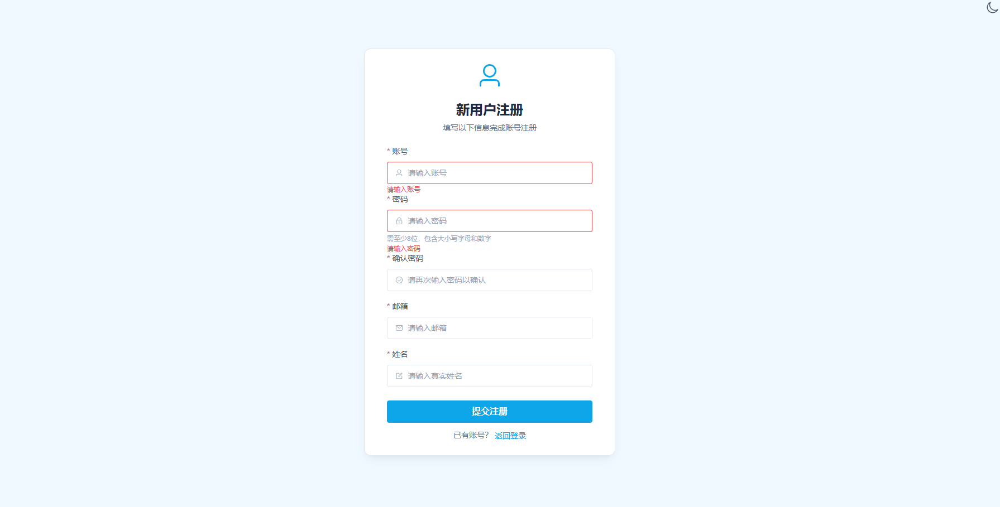 新用户注册
填写以下信息完成账号注册
* 账号
请输入账号
请输入账号
* 密码
请输入密码
需至少8位，包含大小写字母和数字
请输入密码
* 确认密码
请再次输入密码以确认
* 邮箱
请输入邮箱
* 姓名
请输入真实姓名
提交注册
已有账号？ 返回登录